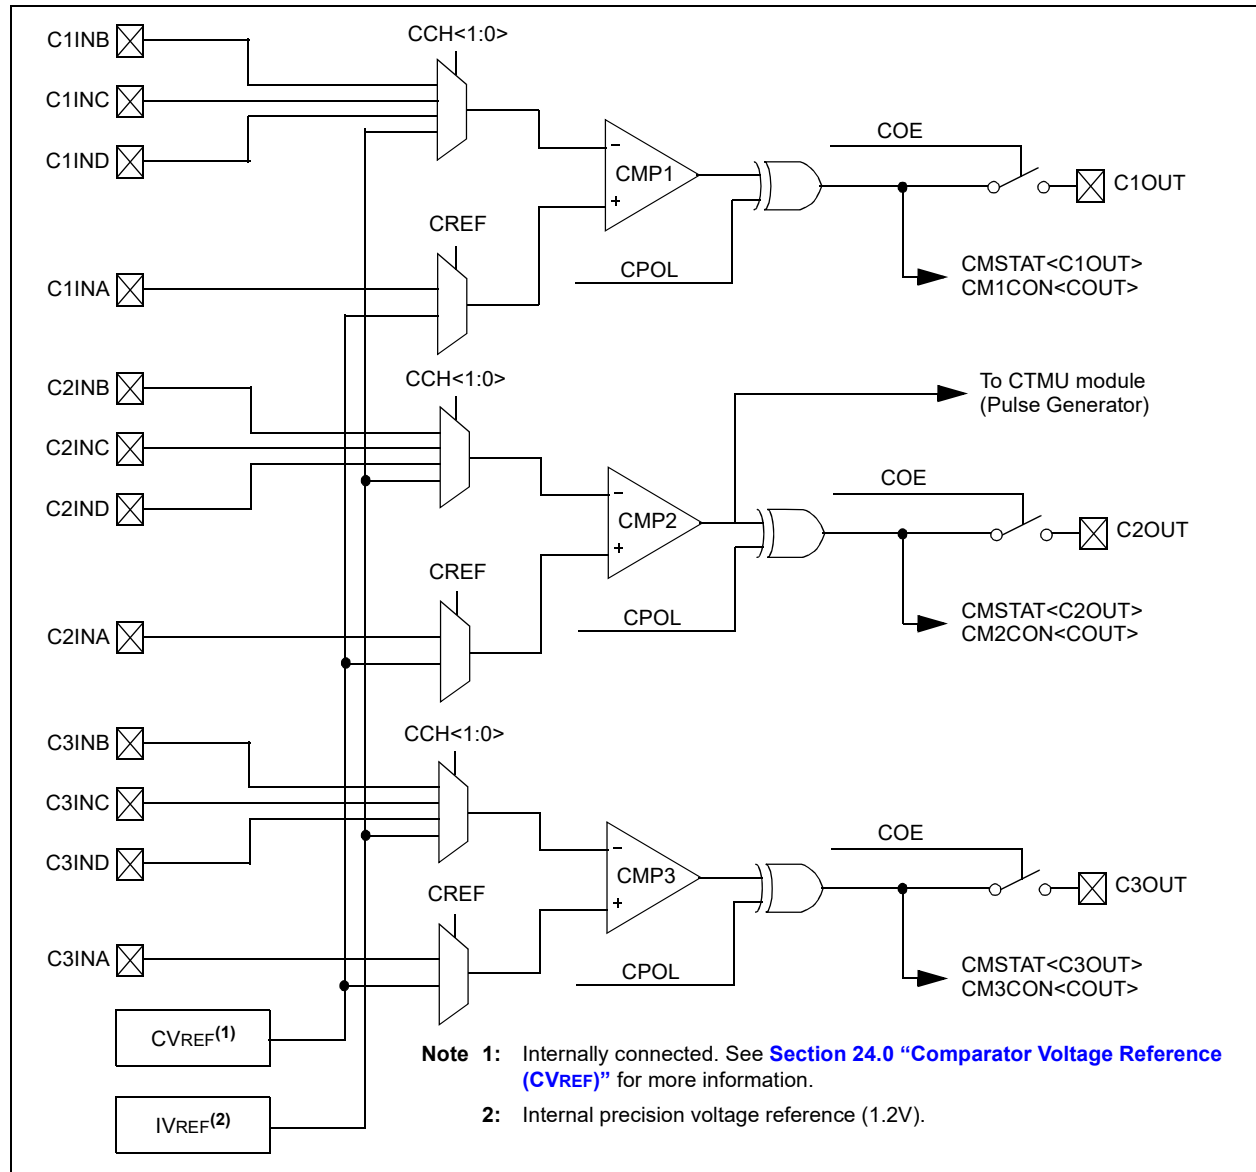 C1INB
CCH<1:0>
C1INC
C1IND
COE
CMP1
C1OUT
CREF
CPOL
CMSTAT<C1OUT>
CM1CON<COUT>
C1INA
C2INB
CCH<1:0>
To CTMU module
(Pulse Generator)
C2INC
COE
C2IND
CMP2
C2OUT
CREF
CPOL
CMSTAT<C2OUT>
CM2CON<COUT>
C2INA
C3INB
CCH<1:0>
C3INC
COE
C3IND
CMP3
C3OUT
CREF
C3INA
CPOL
CMSTAT<C3OUT>
CM3CON<COUT>
CVREF(1)
Note 1: Internally connected. See Section 24.0 “Comparator Voltage Reference
(CVREF)” for more information.
2: Internal precision voltage reference (1.2V).
IVREF(2)
−
+
−
+
−
+